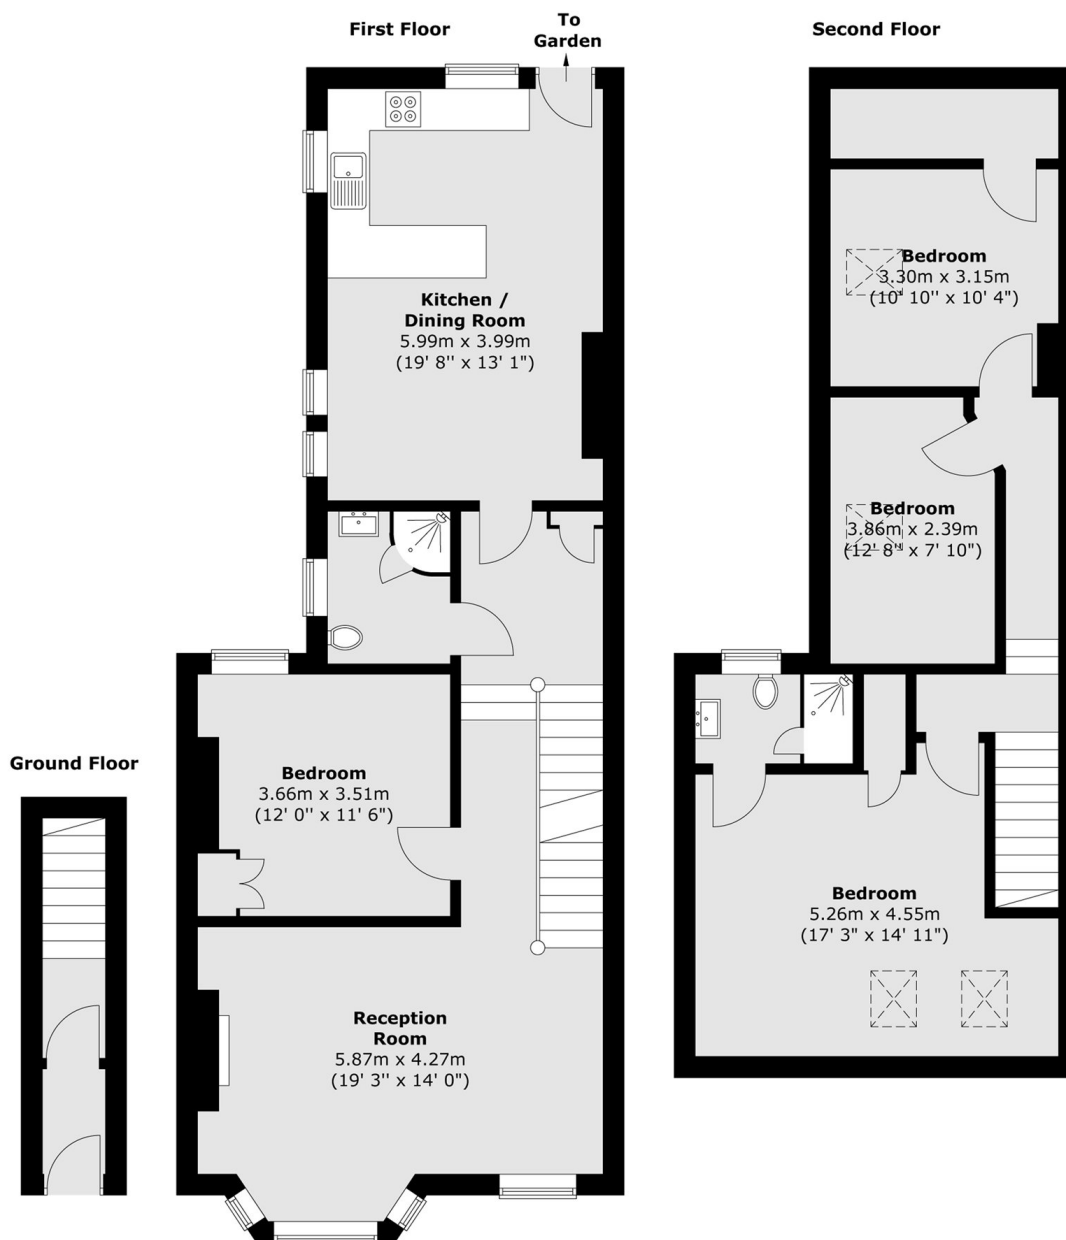 First Floor
To
Garden
Second Floor
Kitchen /
Dining Room
5.99m x 3.99m
(19' 8'' x 13' 1")
Bedroom
3.30m x 3.15m
(10' 10'' x 10' 4")
Bedroom
3.86m x 2.39m
(12' 8'' x 7' 10")
Ground Floor
Bedroom
3.66m x 3.51m
(12' 0'' x 11' 6")
Bedroom
5.26m x 4.55m
(17' 3" x 14' 11")
Reception
Room
5.87m x 4.27m
(19' 3'' x 14' 0")